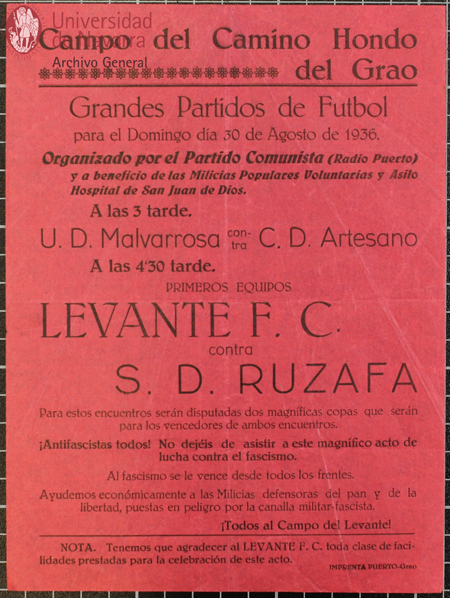 Universidad
de Navarra
Archivo General
Campo del Camino Hondo
del Grao
Grandes Partidos de Futbol
para el Domingo día 30 de Agosto de 1936.
Organizado por el Partido Comunista (Radio Puerto)
y a beneficio de las Milicias Populares Voluntarias y Asilo
Hospital de San Juan de Dios.
A las 3 tarde.
U. D. Malvarrosa contra C. D. Artesano
A las 4'30 tarde.
PRIMEROS EQUIPOS
LEVANTE F. C.
contra
S. D. RUZAFA
Para estos encuentros serán disputadas dos magníficas copas que serán
para los vencedores de ambos encuentros.
¡Antifascistas todos! No dejéis de asistir a este magnífico acto de
lucha contra el fascismo.
Al fascismo se le vence desde todos los frentes.
Ayudemos económicamente a las Milicias defensoras del pan y de la
libertad, puestas en peligro por la canalla militar-fascista.
¡Todos al Campo del Levante!
NOTA. Tenemos que agradecer al LEVANTE F. C. toda clase de faci-
lidades prestadas para la celebración de este acto.
IMPRENTA PUERTO-Grao